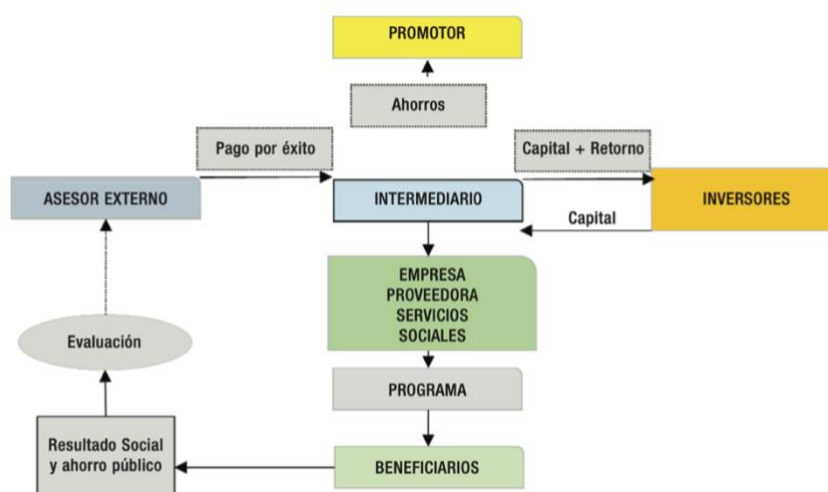 PROMOTOR
Ahorros
Pago por éxito
Capital + Retorno
ASESOR EXTERNO
INTERMEDIARIO
INVERSORES
Capital
EMPRESA
PROVEEDORA
SERVICIOS
SOCIALES
Evaluación
PROGRAMA
Resultado Social
y ahorro público
BENEFICIARIOS